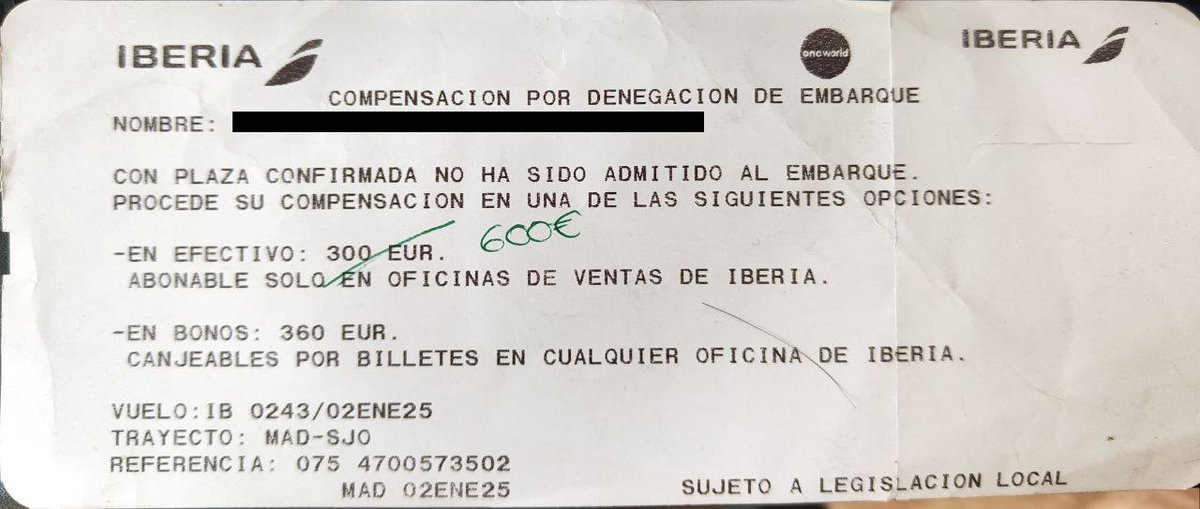 IBERIA
oneworld
IBERIA
COMPENSACION POR DENEGACION DE EMBARQUE
NOMBRE:
CON PLAZA CONFIRMADA NO HA SIDO ADMITIDO AL EMBARQUE.
PROCEDE SU COMPENSACION EN UNA DE LAS SIGUIENTES OPCIONES:
-EN EFECTIVO: 300 EUR. 600€
ABONABLE SOLO EN OFICINAS DE VENTAS DE IBERIA.
-EN BONOS: 360 EUR.
CANJEABLES POR BILLETES EN CUALQUIER OFICINA DE IBERIA.
VUELO:IB 0243/02ENE25
TRAYECTO: MAD-SJO
REFERENCIA: 075 4700573502
MAD 02ENE25
SUJETO A LEGISLACION LOCAL